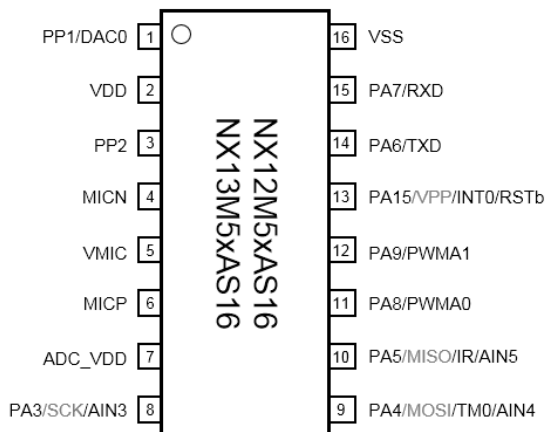 PP1/DAC0 1 16 VSS
VDD 2 15 PA7/RXD
PP2 3 14 PA6/TXD
MICN 4 13 PA15/VPP/INT0/RSTb
VMIC 5 12 PA9/PWMA1
MICP 6 11 PA8/PWMA0
ADC_VDD 7 10 PA5/MISO/IR/AIN5
PA3/SCK/AIN3 8 9 PA4/MOSI/TM0/AIN4
NX12M5xAS16
NX13M5xAS16